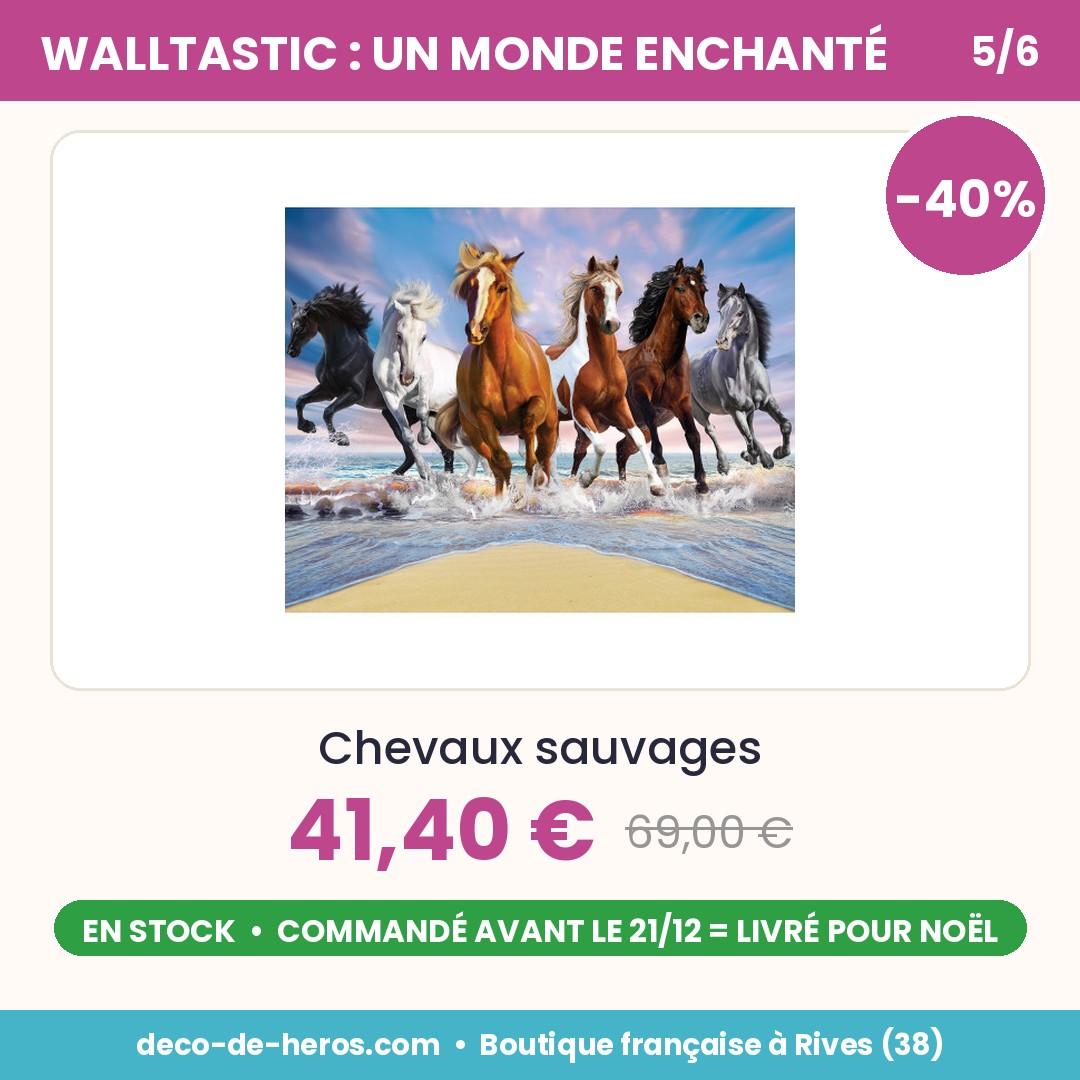 WALLTASTIC : UN MONDE ENCHANTÉ 5/6
-40%
Chevaux sauvages
41,40 € 69,00 €
EN STOCK • COMMANDÉ AVANT LE 21/12 = LIVRÉ POUR NOËL
deco-de-heros.com • Boutique française à Rives (38)